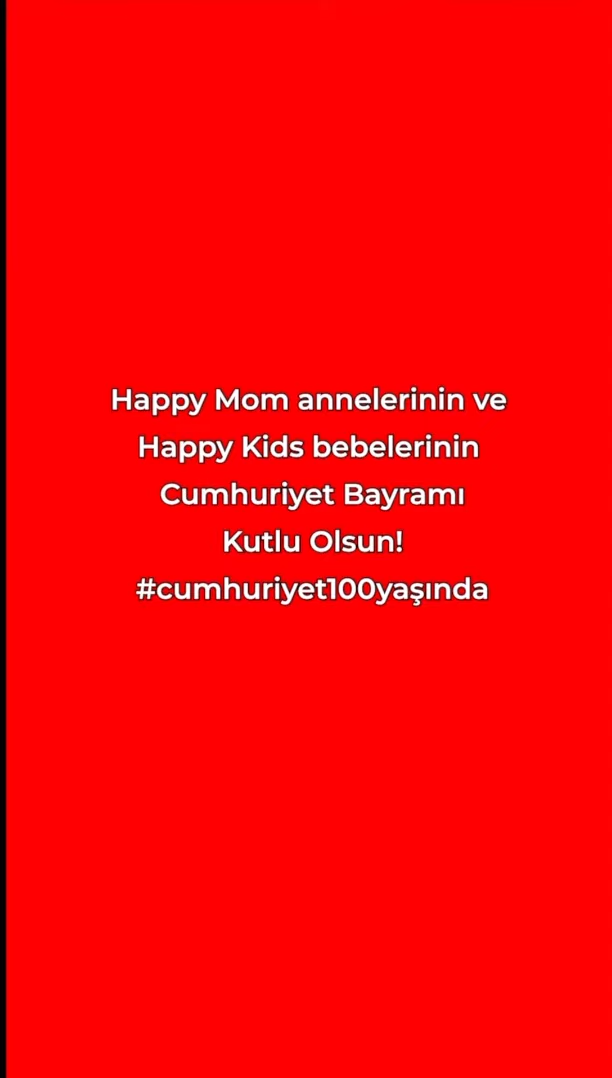 Happy Mom annelerinin ve
Happy Kids bebelerinin
Cumhuriyet Bayramı
Kutlu Olsun!
#cumhuriyet100yaşında